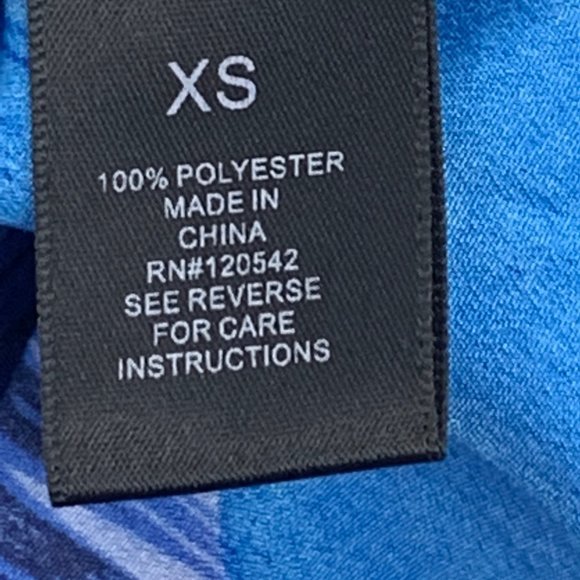 XS
100% POLYESTER
MADE IN
CHINA
RN#120542
SEE REVERSE
FOR CARE
INSTRUCTIONS